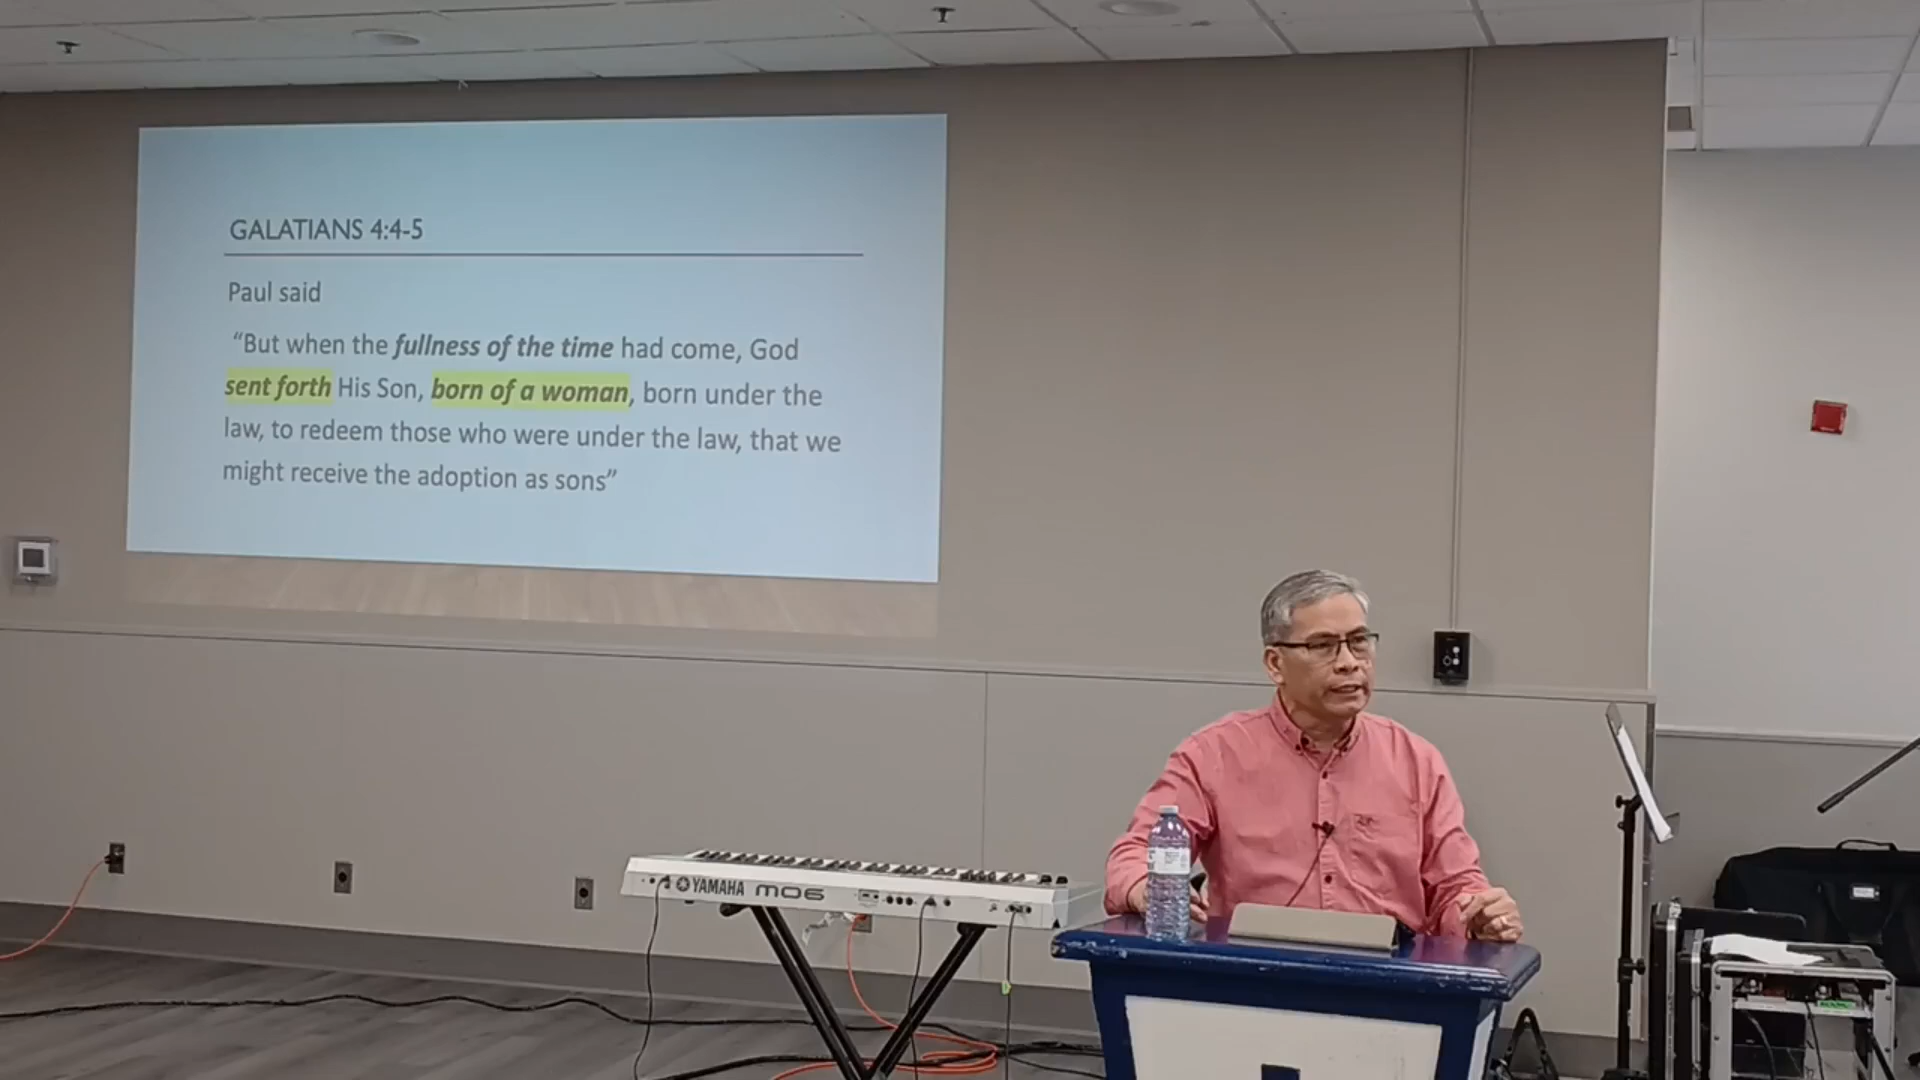 GALATIANS 4:4-5
Paul said
“But when the fullness of the time had come, God
sent forth His Son, born of a woman, born under the
law, to redeem those who were under the law, that we
might receive the adoption as sons”
YAMAHA MO6